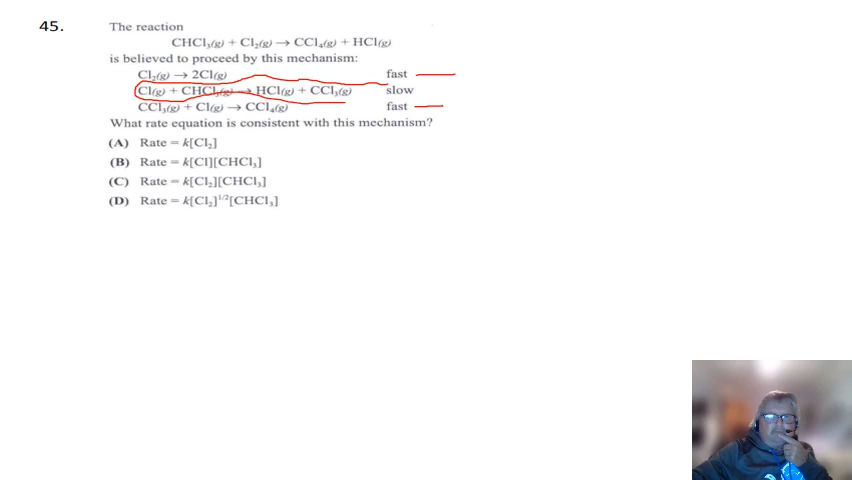 45. The reaction
CHCl₃(g) + Cl₂(g) → CCl₄(g) + HCl(g)
is believed to proceed by this mechanism:
Cl₂(g) → 2Cl(g) fast
Cl(g) + CHCl₃(g) → HCl(g) + CCl₃(g) slow
CCl₃(g) + Cl(g) → CCl₄(g) fast
What rate equation is consistent with this mechanism?
(A) Rate = k[Cl₂]
(B) Rate = k[Cl][CHCl₃]
(C) Rate = k[Cl₂][CHCl₃]
(D) Rate = k[Cl₂]¹ᐟ²[CHCl₃]